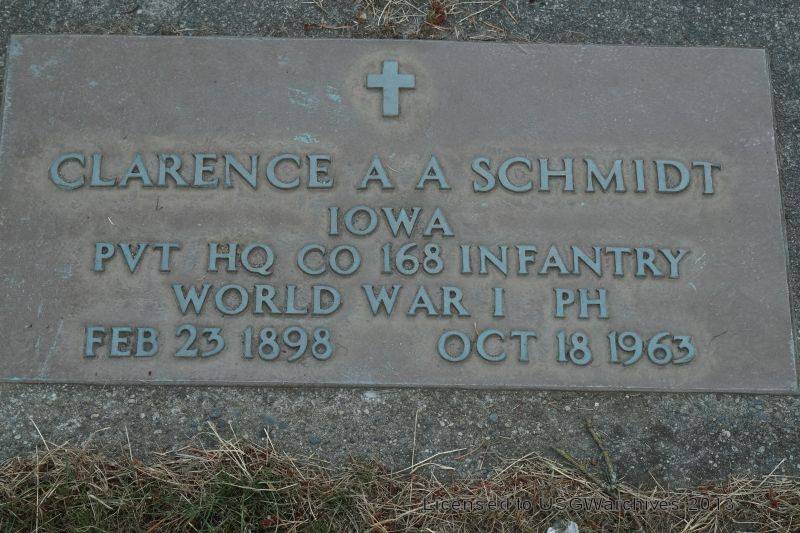 CLARENCE A A SCHMIDT
IOWA
PVT HQ CO 168 INFANTRY
WORLD WAR I PH
FEB 23 1898 OCT 18 1963
Licensed to USGWarchives 2013